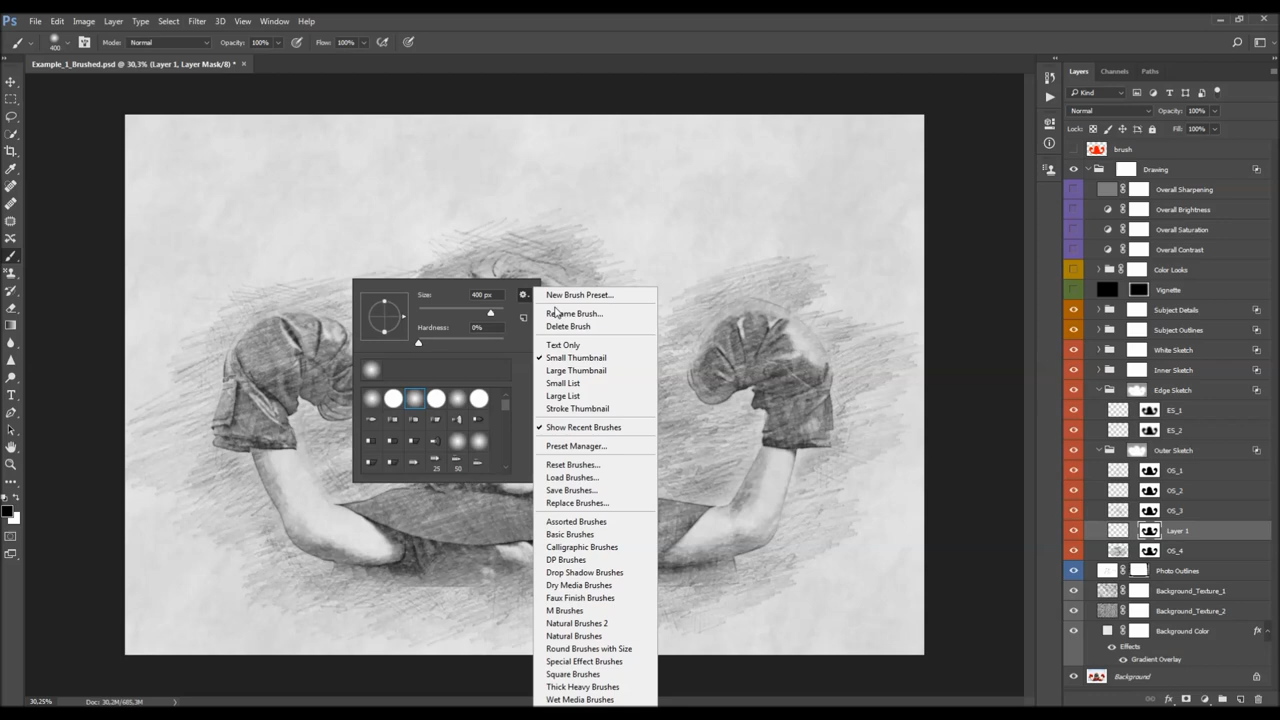 Ps File Edit Image Layer Type Select Filter 3D View Window Help
400 Mode: Normal Opacity: 100% Flow: 100%
Example_1_Brushed.psd @ 30,3% (Layer 1, Layer Mask/8) * ×
Size: 400 px
Hardness: 0%
25 50
New Brush Preset...
Rename Brush...
Delete Brush
Text Only
Small Thumbnail
Large Thumbnail
Small List
Large List
Stroke Thumbnail
Show Recent Brushes
Preset Manager...
Reset Brushes...
Load Brushes...
Save Brushes...
Replace Brushes...
Assorted Brushes
Basic Brushes
Calligraphic Brushes
DP Brushes
Drop Shadow Brushes
Dry Media Brushes
Faux Finish Brushes
M Brushes
Natural Brushes 2
Natural Brushes
Round Brushes with Size
Special Effect Brushes
Square Brushes
Thick Heavy Brushes
Wet Media Brushes
Layers Channels Paths
Kind
Normal Opacity: 100%
Lock: Fill: 100%
brush
Drawing
Overall Sharpening
Overall Brightness
Overall Saturation
Overall Contrast
Color Looks
Vignette
Subject Details
Subject Outlines
White Sketch
Inner Sketch
Edge Sketch
ES_1
ES_2
Outer Sketch
OS_1
OS_2
OS_3
Layer 1
OS_4
Photo Outlines
Background_Texture_1
Background_Texture_2
Background Color fx
Effects
Gradient Overlay
Background
30,25% Doc: 30,2M/685,3M